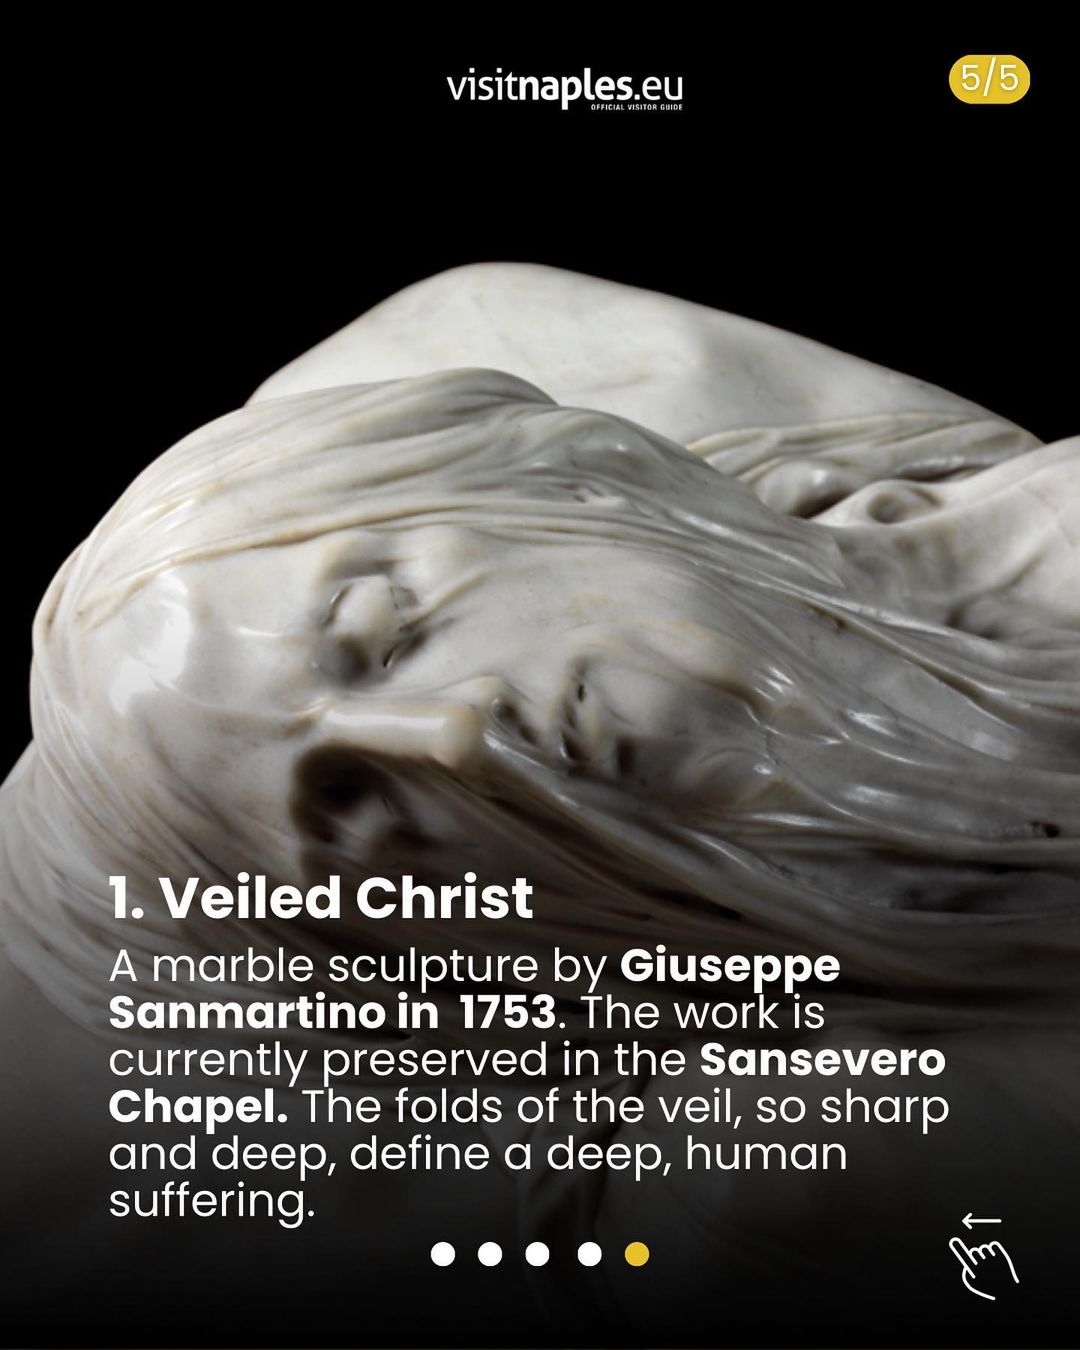 visitnaples.eu
OFFICIAL VISITOR GUIDE
5/5
1. Veiled Christ
A marble sculpture by Giuseppe
Sanmartino in 1753. The work is
currently preserved in the Sansevero
Chapel. The folds of the veil, so sharp
and deep, define a deep, human
suffering.